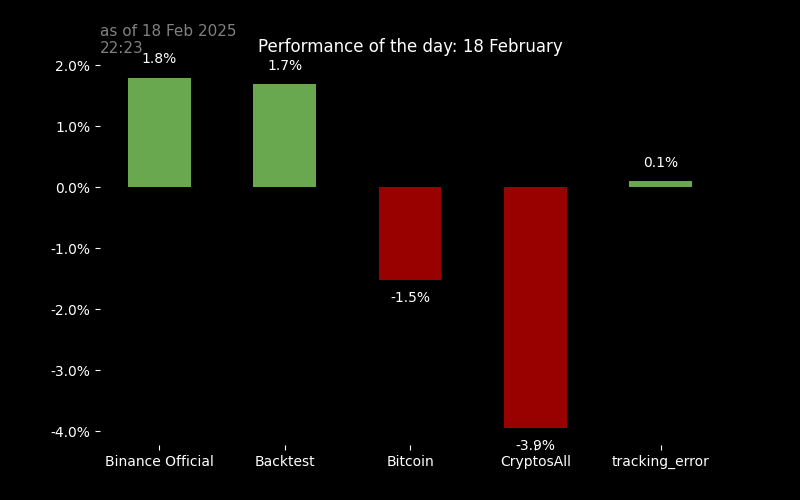 as of 18 Feb 2025
22:23
Performance of the day: 18 February
2.0%
1.0%
0.0%
-1.0%
-2.0%
-3.0%
-4.0%
1.8%
1.7%
-1.5%
-3.9%
0.1%
Binance Official
Backtest
Bitcoin
CryptosAll
tracking_error